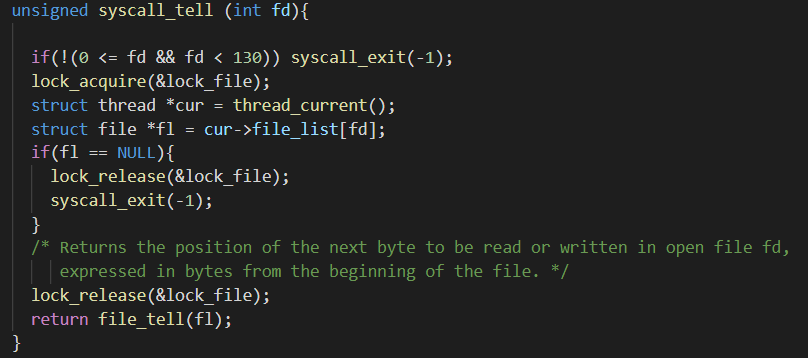 unsigned syscall_tell (int fd){
if(!(0 <= fd && fd < 130)) syscall_exit(-1);
lock_acquire(&lock_file);
struct thread *cur = thread_current();
struct file *fl = cur->file_list[fd];
if(fl == NULL){
lock_release(&lock_file);
syscall_exit(-1);
}
/* Returns the position of the next byte to be read or written in open file fd,
expressed in bytes from the beginning of the file. */
lock_release(&lock_file);
return file_tell(fl);
}